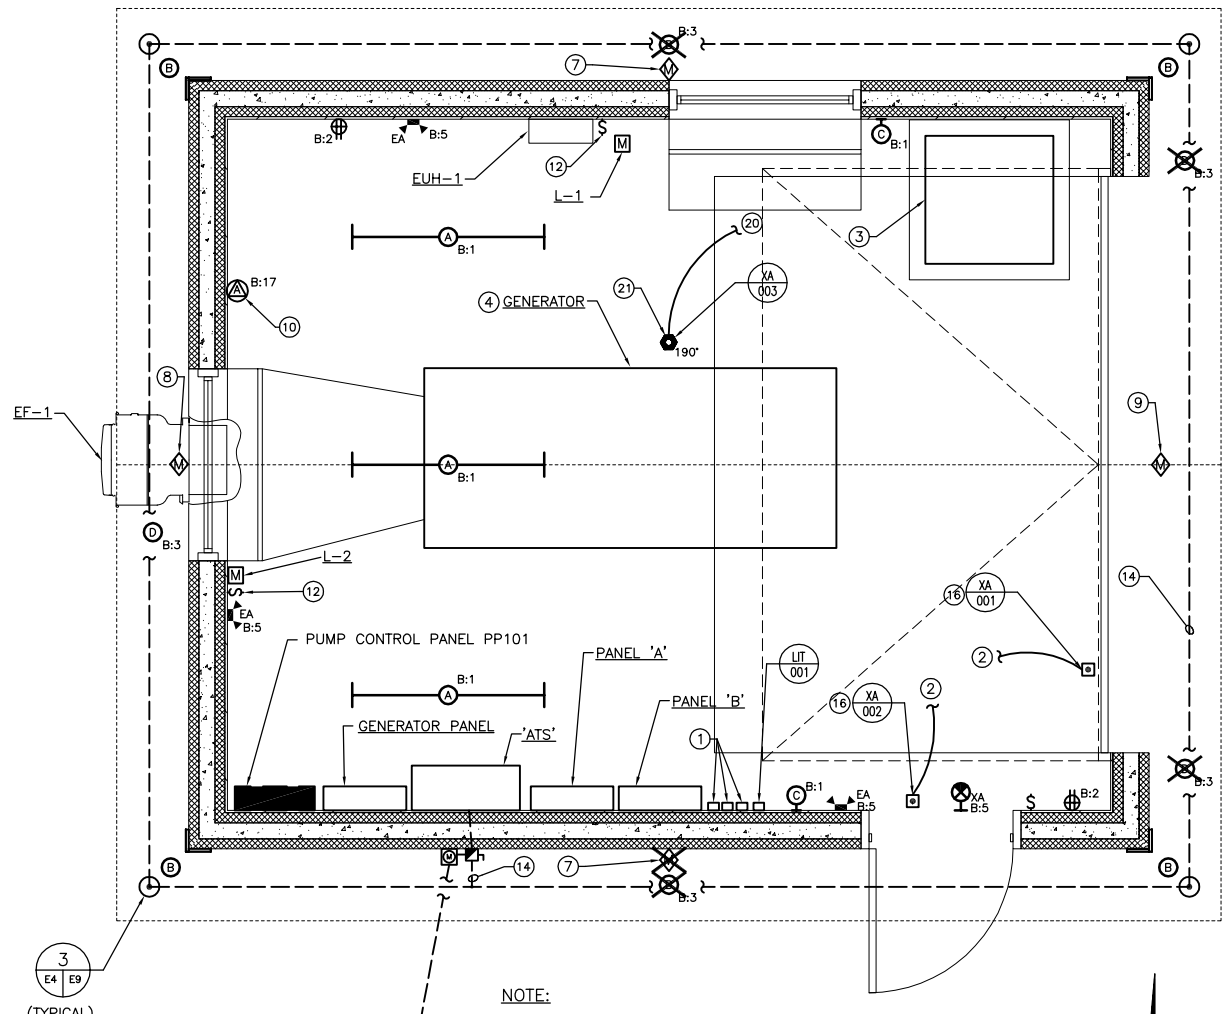 B:3
B
7
M
B
B:2
EA
B:5
12
M
C
B:1
B:3
EUH-1
L-1
A
B:1
20
3
A
B:17
XA
003
21
4
GENERATOR
10
190°
8
9
EF-1
M
A
B:1
M
D
B:3
L-2
M
12
14
XA
001
16
EA
B:5
PUMP CONTROL PANEL PP101
PANEL 'A'
LIT
001
2
B:1
A
XA
002
16
2
PANEL 'B'
GENERATOR PANEL
'ATS'
1
B:3
C
B:1
EA
B:5
XA
B:5
B:2
M
14
7
B
B
B:3
3
E4
E9
(TYPICAL)
NOTE: